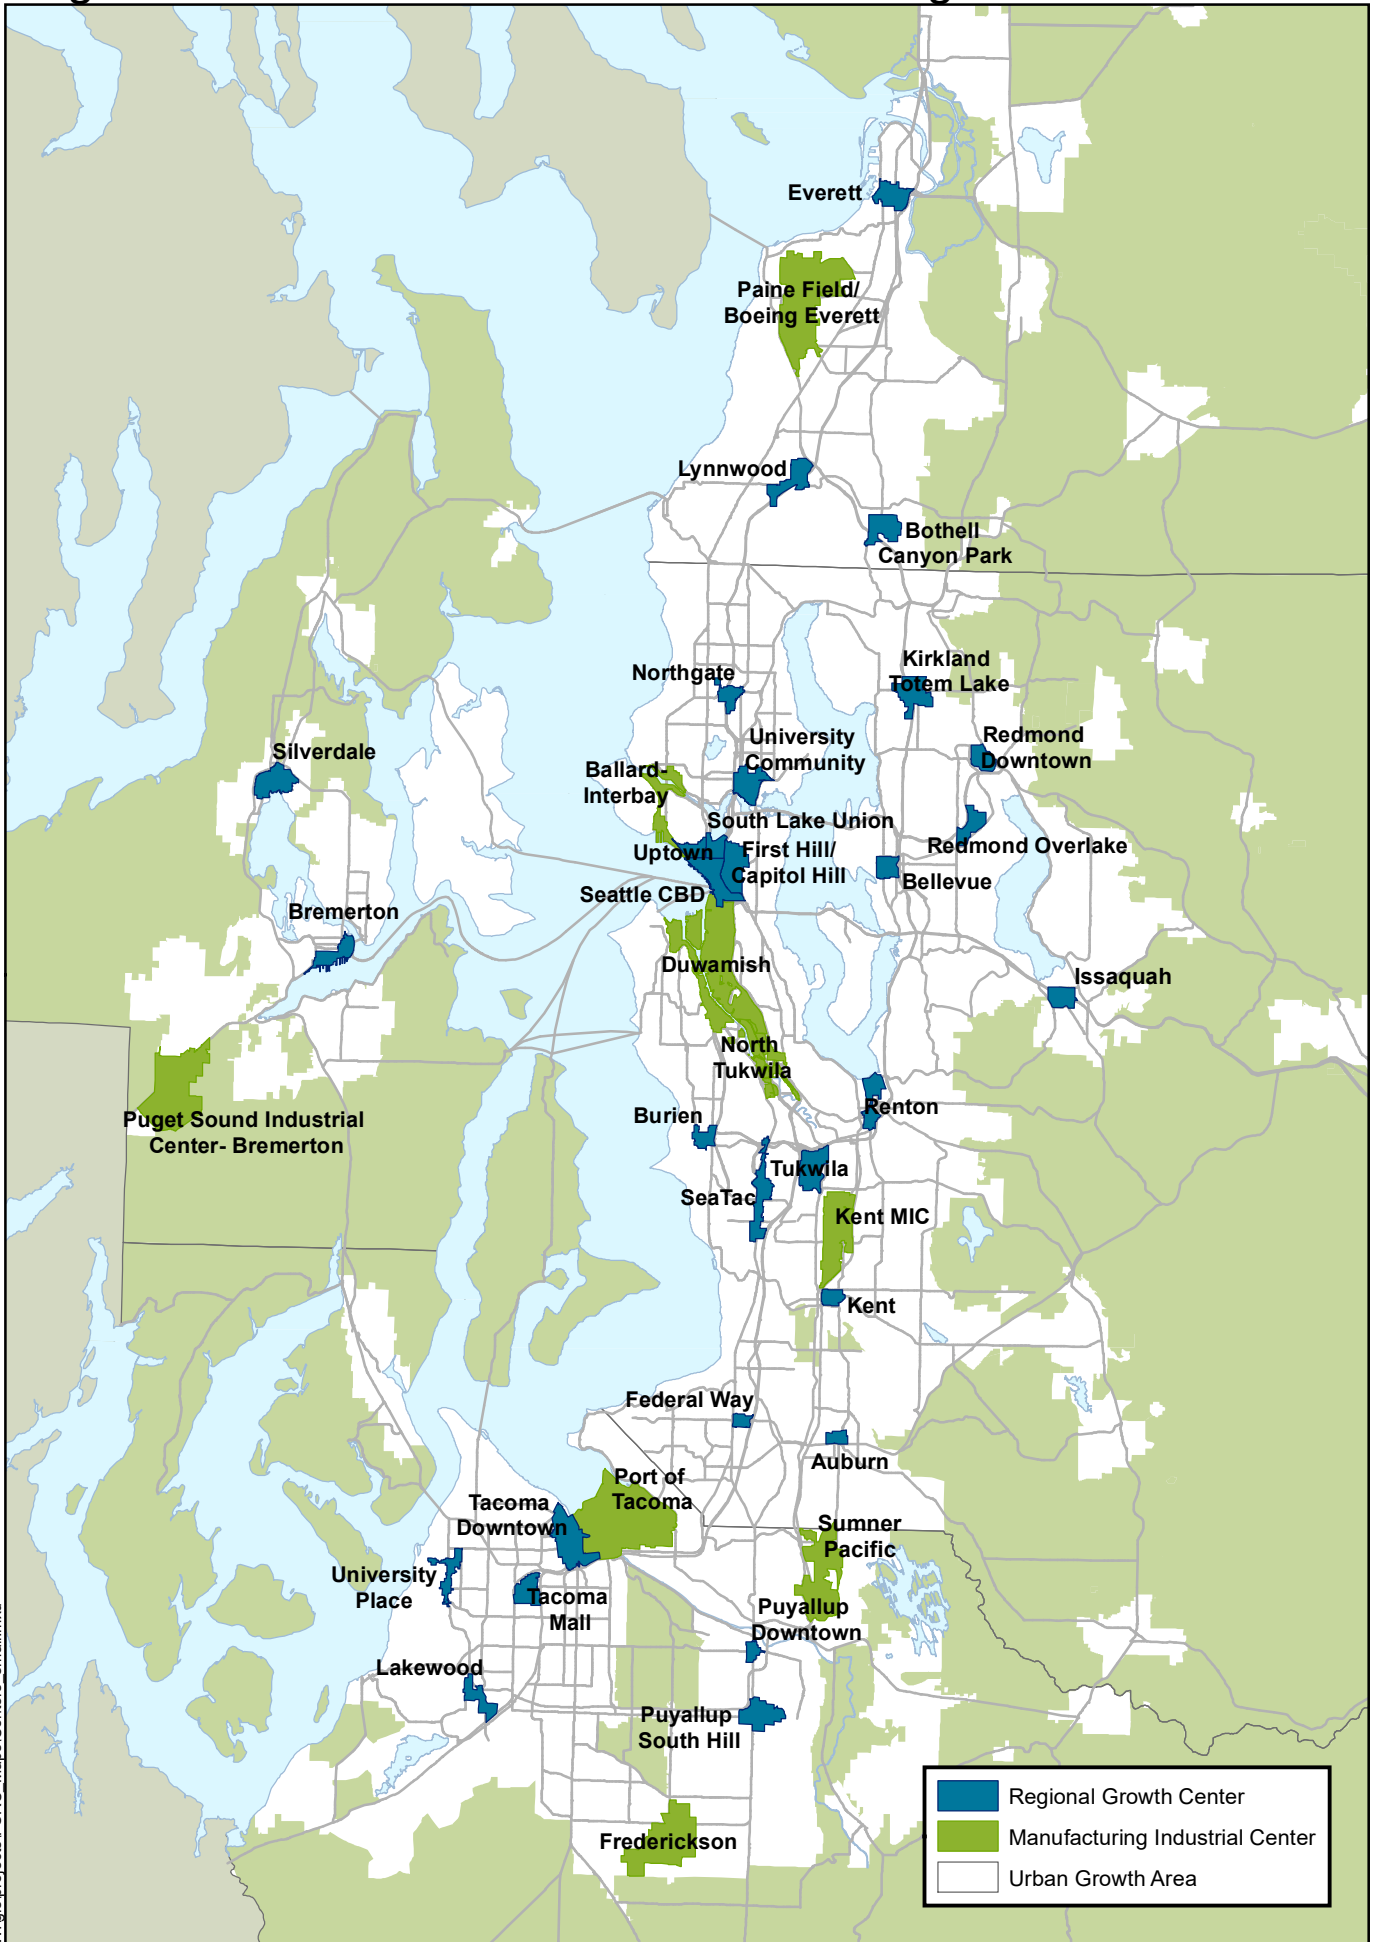 Everett
Paine Field/
Boeing Everett
Lynnwood
Bothell
Canyon Park
Northgate
Kirkland
Totem Lake
University
Community
Redmond
Downtown
Silverdale
Ballard-
Interbay
South Lake Union
Uptown
First Hill/
Capitol Hill
Redmond Overlake
Bellevue
Seattle CBD
Bremerton
Duwamish
Issaquah
North
Tukwila
Puget Sound Industrial
Center- Bremerton
Burien
Renton
Tukwila
SeaTac
Kent MIC
Kent
Federal Way
Auburn
Port of
Tacoma
Tacoma
Downtown
Sumner
Pacific
University
Place
Tacoma
Mall
Puyallup
Downtown
Lakewood
Puyallup
South Hill
Frederickson
Regional Growth Center
Manufacturing Industrial Center
Urban Growth Area